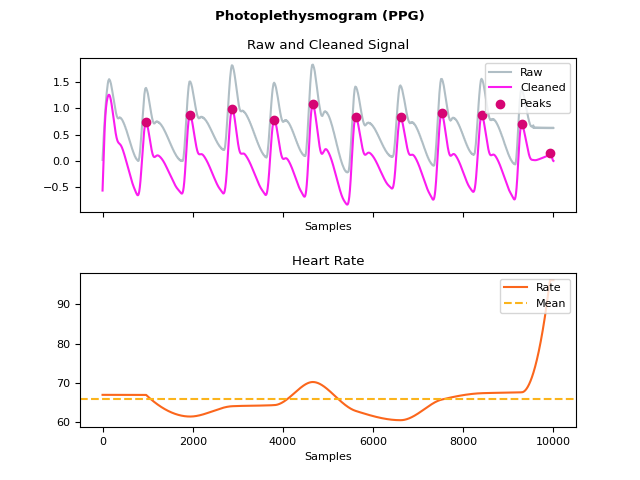 Photoplethysmogram (PPG)
Raw and Cleaned Signal
Raw
Cleaned
Peaks
1.5
1.0
0.5
0.0
−0.5
Samples
Heart Rate
Rate
Mean
90
80
70
60
0 2000 4000 6000 8000 10000
Samples